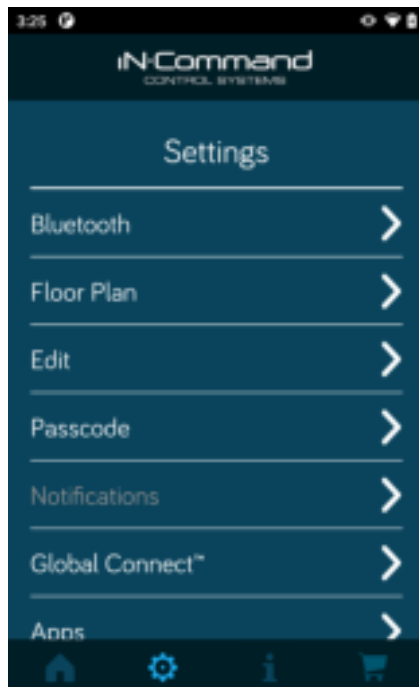 3:25
iN·Command
CONTROL SYSTEMS
Settings
Bluetooth
Floor Plan
Edit
Passcode
Notifications
Global Connect™
Apps